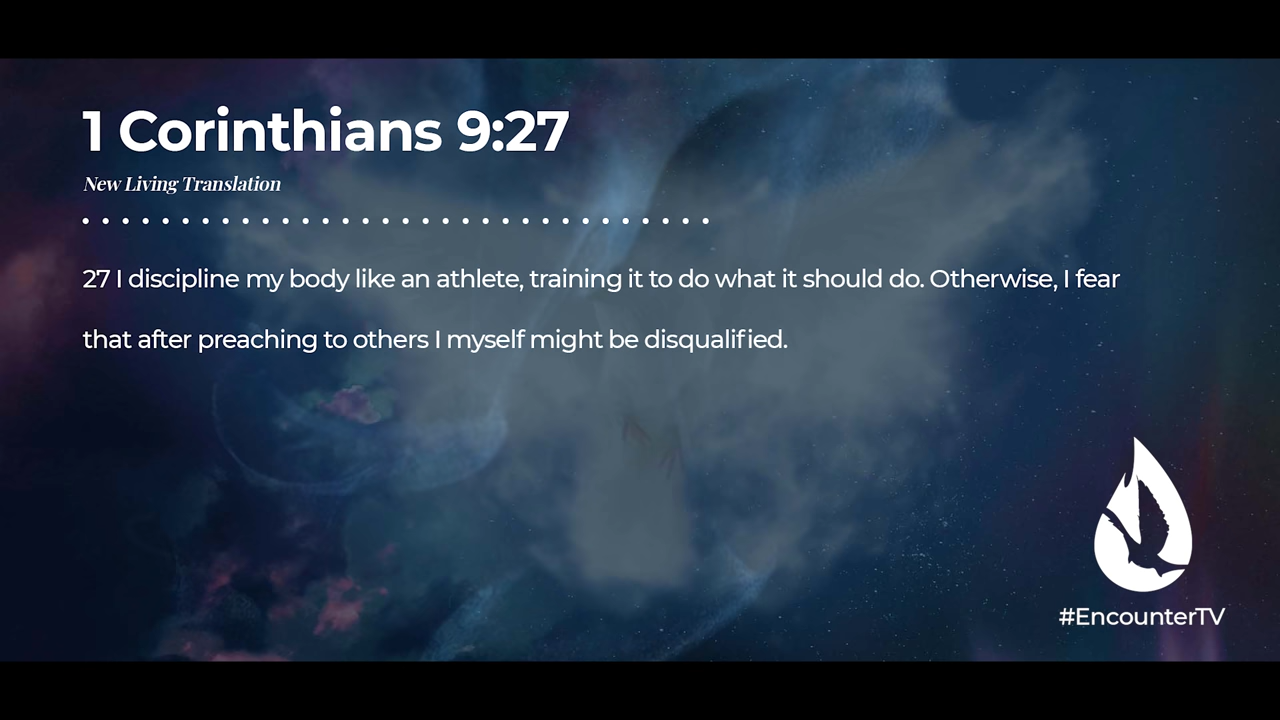 1 Corinthians 9:27
New Living Translation
27 I discipline my body like an athlete, training it to do what it should do. Otherwise, I fear
that after preaching to others I myself might be disqualified.
#EncounterTV